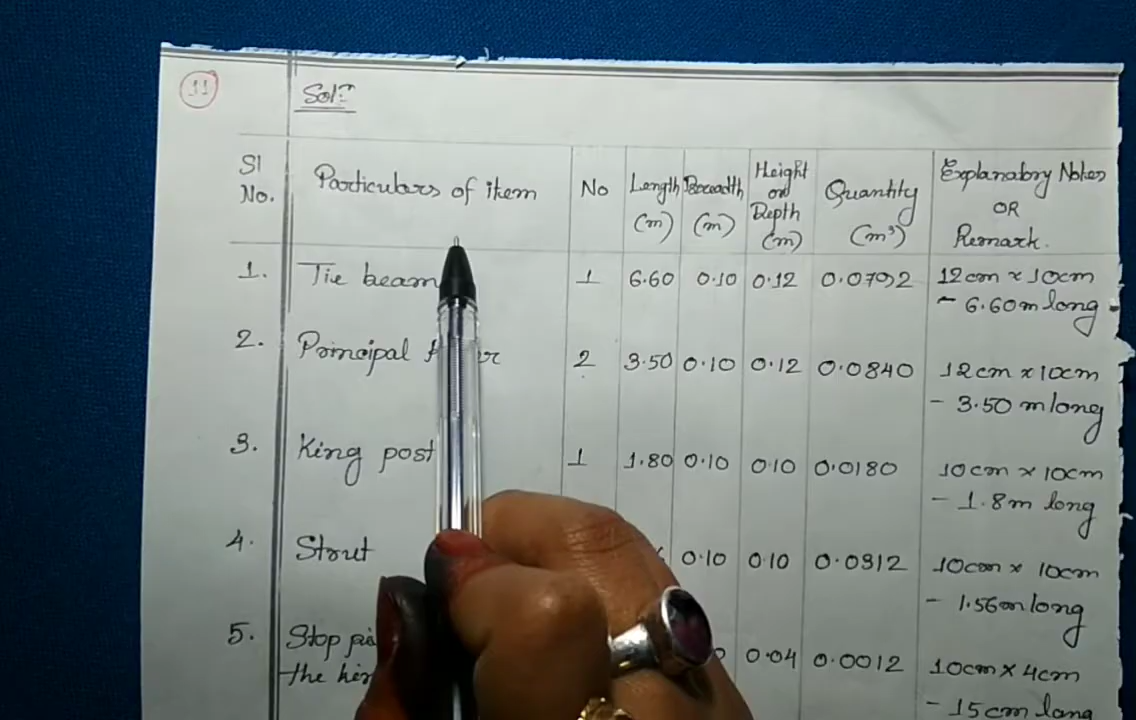 11
Solⁿ
Sl No. Particulars of item No Length (m) Breadth (m) Height or Depth (m) Quantity (m³) Explanatory Notes OR Remark.
1. Tie beam 1 6.60 0.10 0.12 0.0792 12cm x 10cm
- 6.60m long
2. Principal 2 3.50 0.10 0.12 0.0840 12cm x 10cm
- 3.50 m long
3. King post 1 1.80 0.10 0.10 0.0180 10cm x 10cm
- 1.8m long
4. Strut 0.10 0.10 0.0312 10cm x 10cm
- 1.56m long
5. 0.04 0.0012 10cm x 4cm
the
- 15cm long